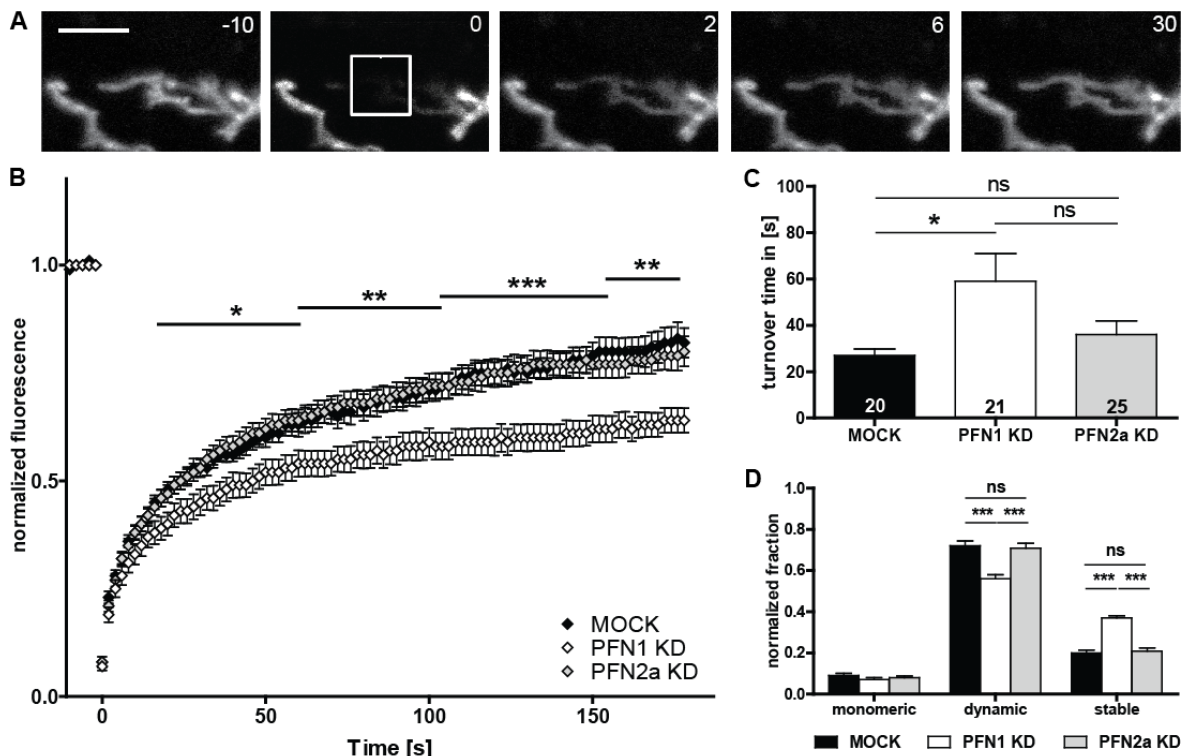 A
-10
0
2
6
30
B
1.0
0.5
0.0
normalized fluorescence
*
**
***
**
MOCK
PFN1 KD
PFN2a KD
0
50
100
150
Time [s]
C
100
80
60
40
20
0
turnover time in [s]
ns
*
ns
20
21
25
MOCK
PFN1 KD
PFN2a KD
D
1.0
0.8
0.6
0.4
0.2
0.0
normalized fraction
ns
***
***
ns
***
***
monomeric
dynamic
stable
MOCK
PFN1 KD
PFN2a KD